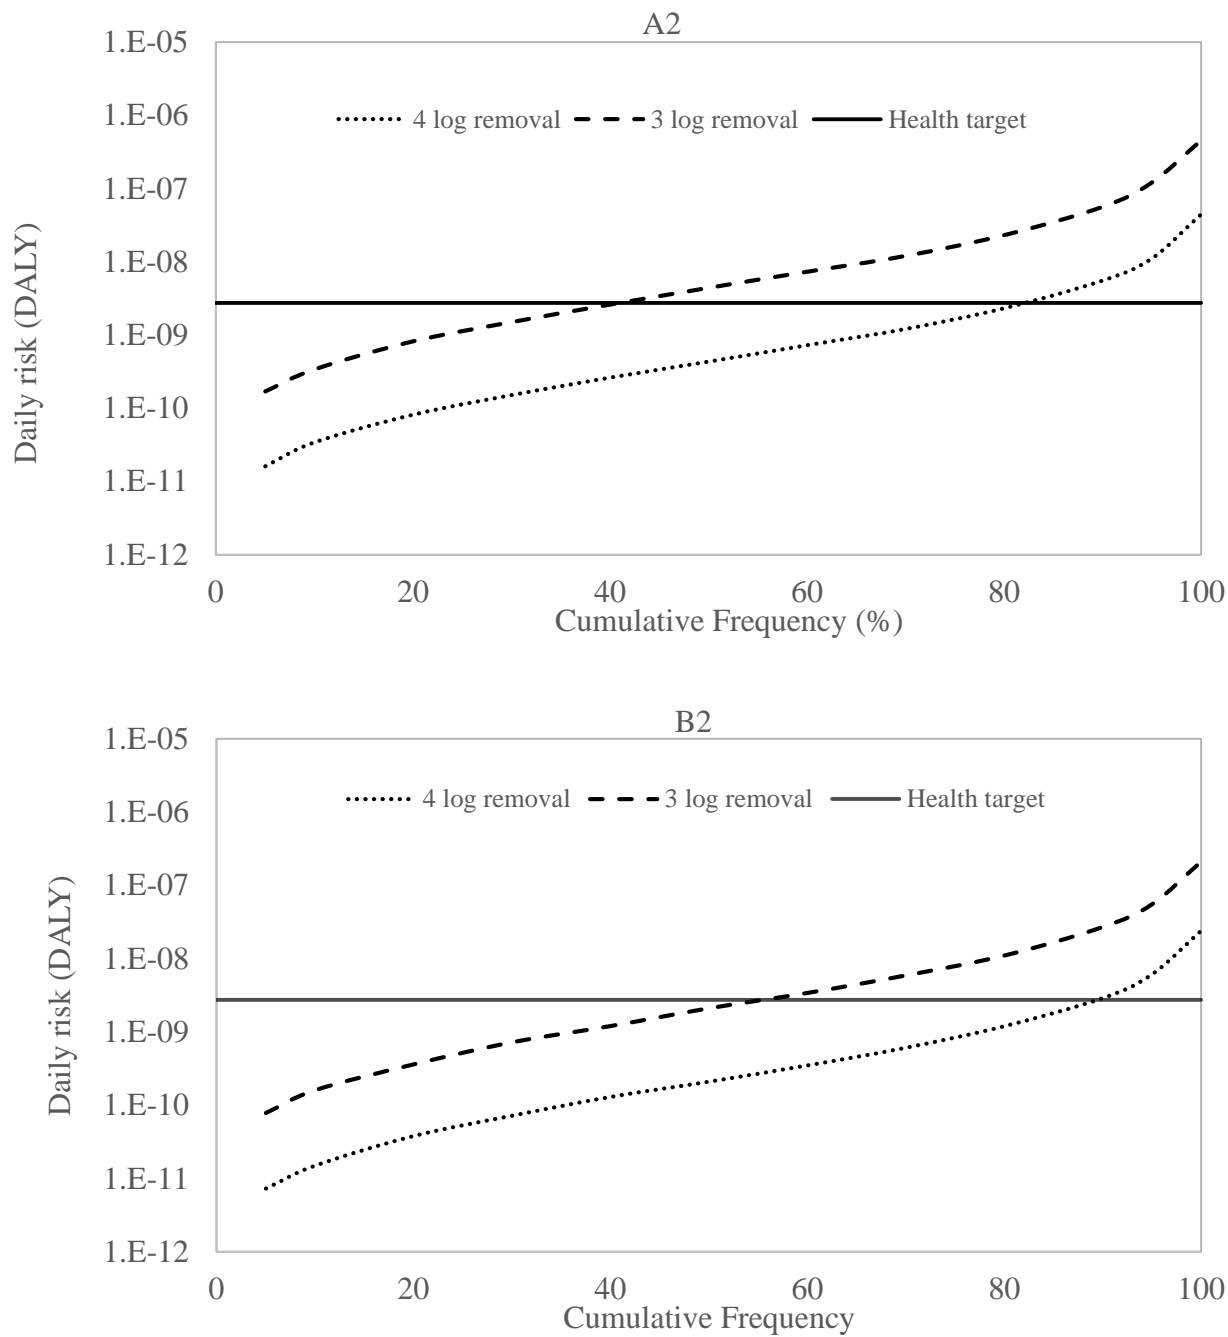 A2
1.E-05
1.E-06
4 log removal 3 log removal Health target
1.E-07
1.E-08
1.E-09
1.E-10
1.E-11
1.E-12
Daily risk (DALY)
0 20 40 60 80 100
Cumulative Frequency (%)
B2
1.E-05
4 log removal 3 log removal Health target
1.E-06
1.E-07
1.E-08
1.E-09
1.E-10
1.E-11
1.E-12
Daily risk (DALY)
0 20 40 60 80 100
Cumulative Frequency